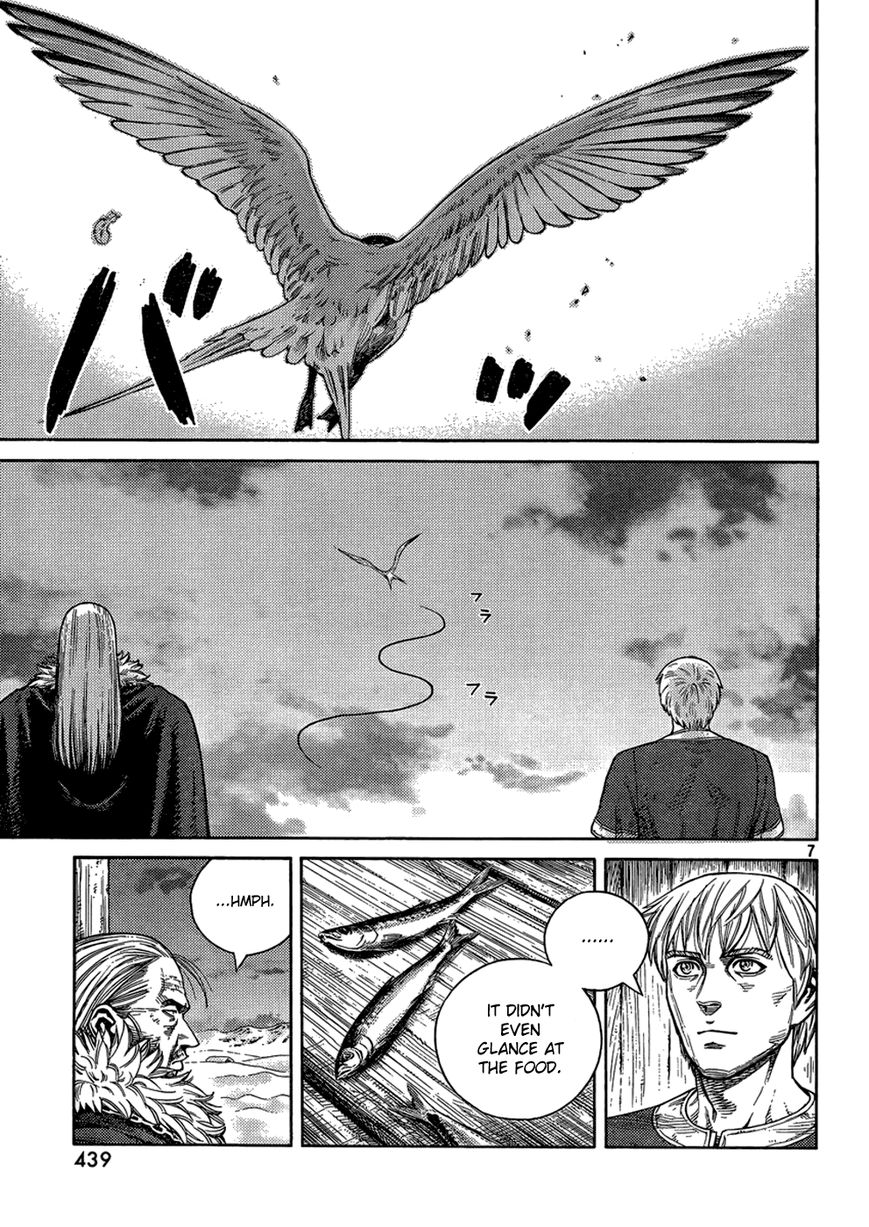 バッ
フ
ラ
フラ
7
......
IT DIDN'T
EVEN
GLANCE AT
THE FOOD.
...HMPH.
439